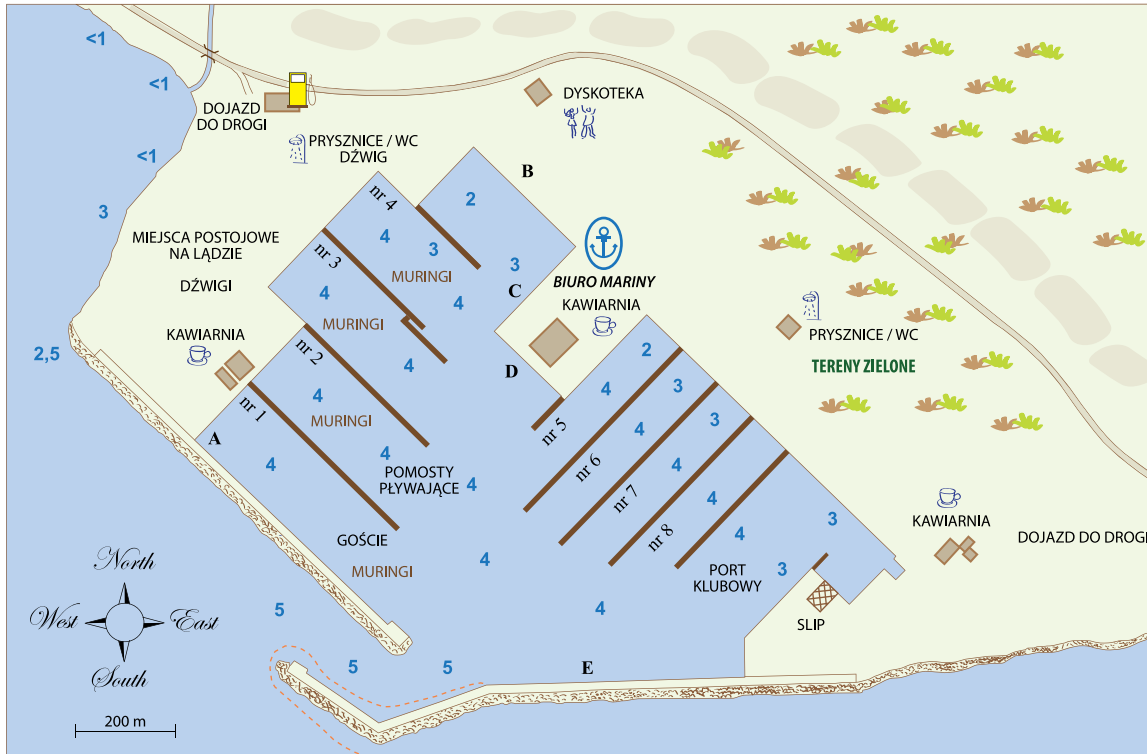 <1
<1
<1
3
2,5
DOJAZD
DO DROGI
PRYSZNICE / WC
DŹWIG
DYSKOTEKA
B
2
nr 4
4
3
3
nr 3
MURINGI
C
4
4
MIEJSCA POSTOJOWE
NA LĄDZIE
DŹWIGI
BIURO MARINY
KAWIARNIA
PRYSZNICE / WC
TERENY ZIELONE
KAWIARNIA
MURINGI
nr 2
4
D
2
4
3
nr 1
4
MURINGI
A
4
4
POMOSTY
PŁYWAJĄCE
4
nr 5
4
3
nr 6
4
nr 7
4
3
nr 8
4
KAWIARNIA
DOJAZD DO DROGI
GOŚCIE
MURINGI
4
PORT
KLUBOWY
3
4
SLIP
5
5
5
E
North
West
East
South
200 m